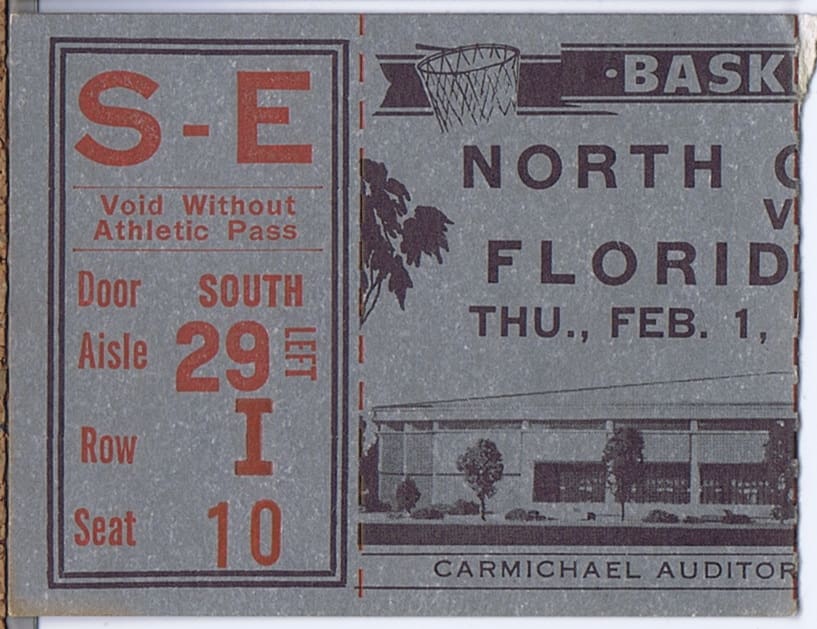 S-E
Void Without
Athletic Pass
Door SOUTH
Aisle 29 LEFT
Row I
Seat 10
·BASK
NORTH
V
FLORID
THU., FEB. 1,
CARMICHAEL AUDITOR